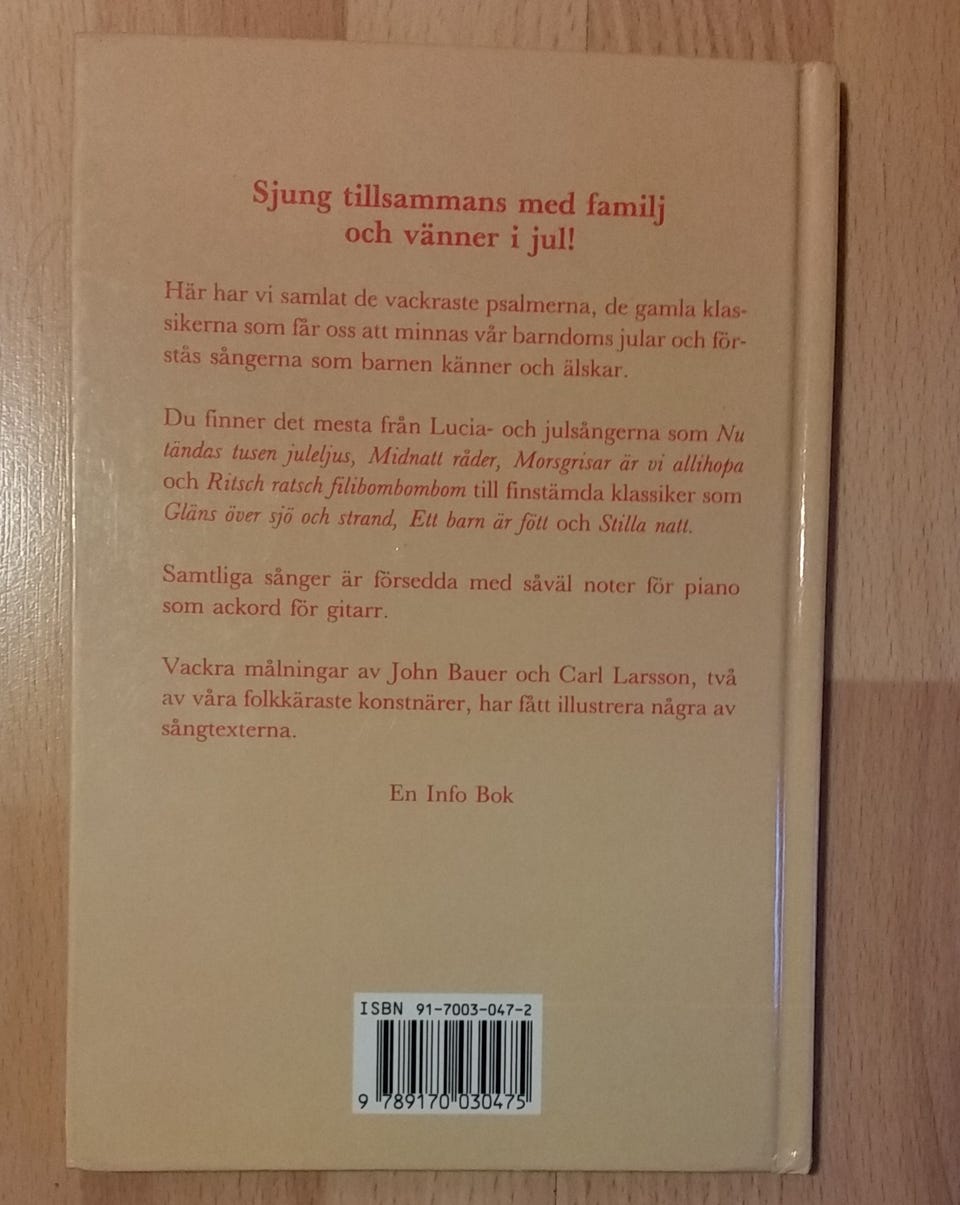 Sjung tillsammans med familj
och vänner i jul!
Här har vi samlat de vackraste psalmerna, de gamla klas-
sikerna som får oss att minnas vår barndoms jular och för-
stås sångerna som barnen känner och älskar.
Du finner det mesta från Lucia- och julsångerna som Nu
tändas tusen juleljus, Midnatt råder, Morsgrisar är vi allihopa
och Ritsch ratsch filibombombom till finstämda klassiker som
Gläns över sjö och strand, Ett barn är fött och Stilla natt.
Samtliga sånger är försedda med såväl noter för piano
som ackord för gitarr.
Vackra målningar av John Bauer och Carl Larsson, två
av våra folkkäraste konstnärer, har fått illustrera några av
sångtexterna.
En Info Bok
ISBN 91-7003-047-2
9 789170 030475